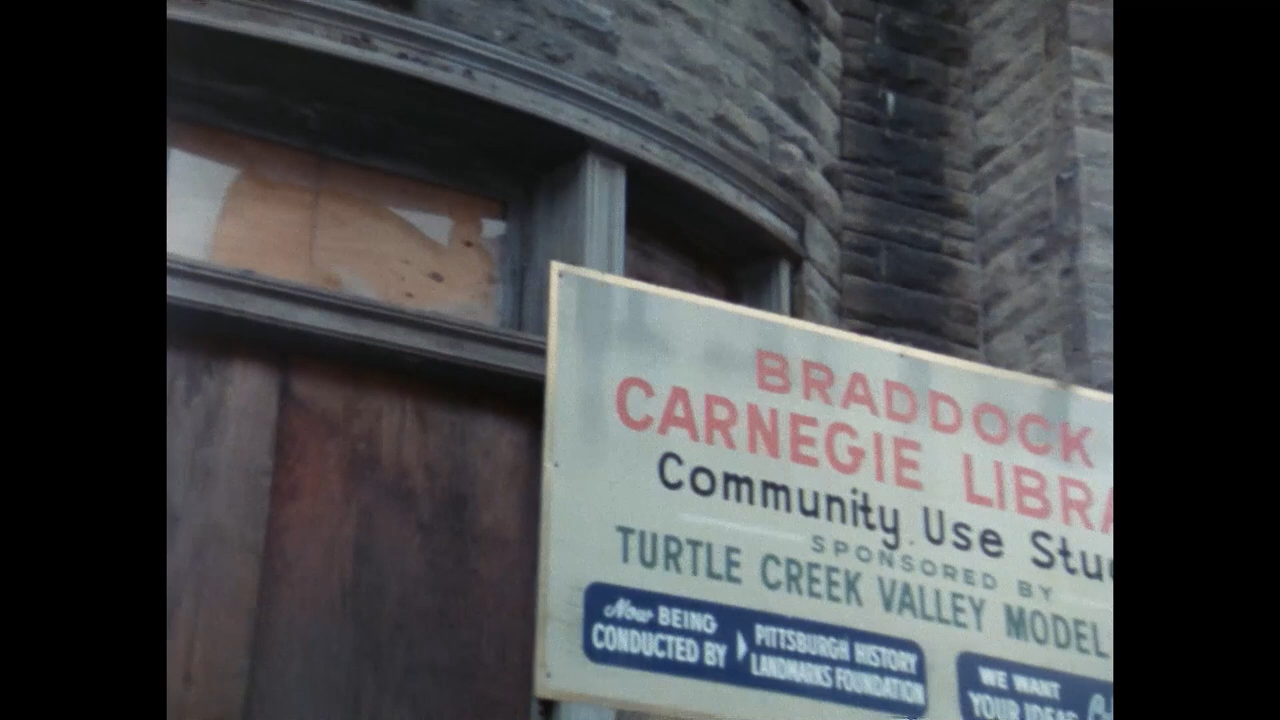 BRADDOCK
CARNEGIE LIBRA
Community Use Stu
SPONSORED BY
TURTLE CREEK VALLEY MODEL
Now BEING
CONDUCTED BY
PITTSBURGH HISTORY
LANDMARKS FOUNDATION
WE WANT
YOUR IDEAS